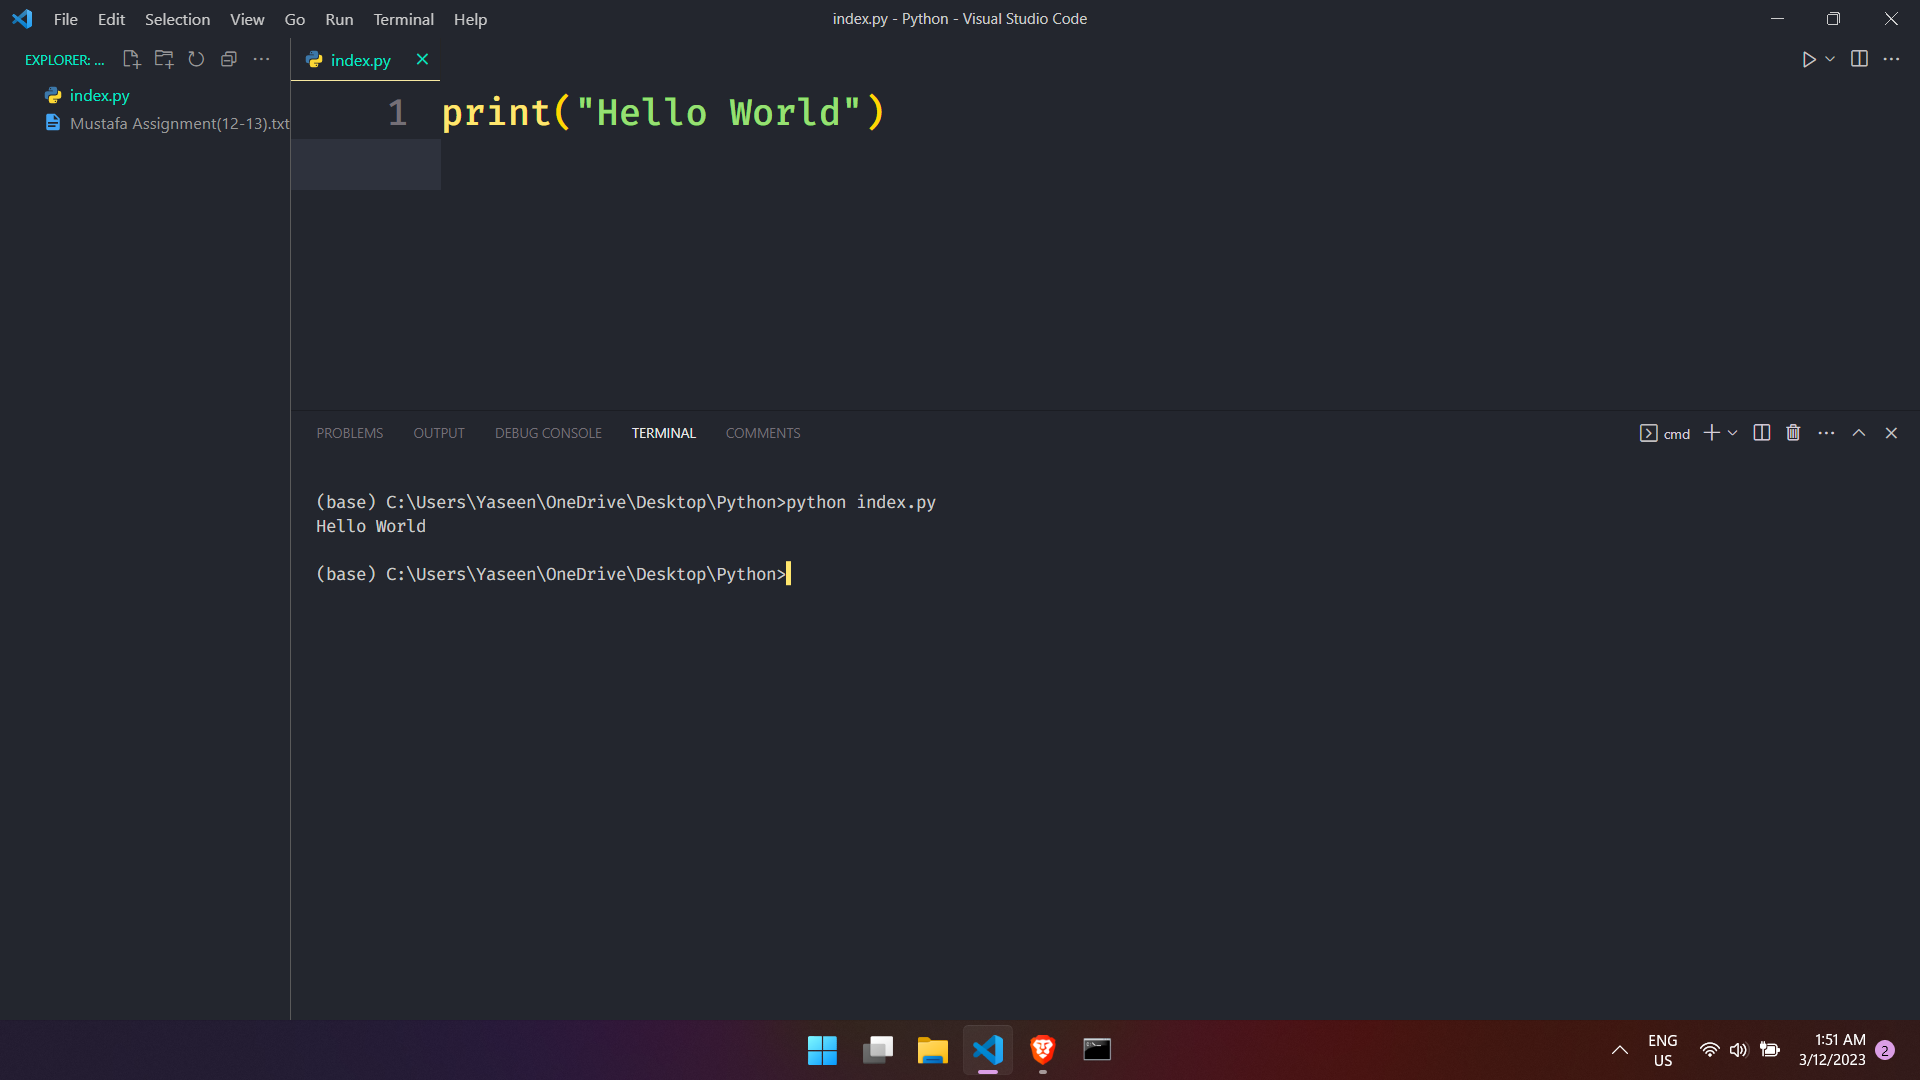 File Edit Selection View Go Run Terminal Help
index.py - Python - Visual Studio Code
EXPLORER: ...
index.py
Mustafa Assignment(12-13).txt
index.py
1 print("Hello World")
PROBLEMS OUTPUT DEBUG CONSOLE TERMINAL COMMENTS
cmd
(base) C:\Users\Yaseen\OneDrive\Desktop\Python>python index.py
Hello World
(base) C:\Users\Yaseen\OneDrive\Desktop\Python>
ENG
US
1:51 AM
3/12/2023
2